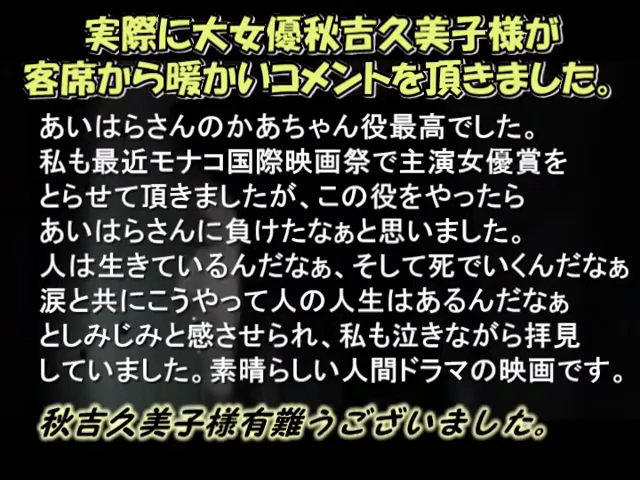 実際に大女優秋吉久美子様が
客席から暖かいコメントを頂きました。
あいはらさんのかあちゃん役最高でした。
私も最近モナコ国際映画祭で主演女優賞を
とらせて頂きましたが、この役をやったら
あいはらさんに負けたなぁと思いました。
人は生きているんだなぁ、そして死でいくんだなぁ
涙と共にこうやって人の人生はあるんだなぁ
としみじみと感させられ、私も泣きながら拝見
していました。素晴らしい人間ドラマの映画です。
秋吉久美子様有難うございました。